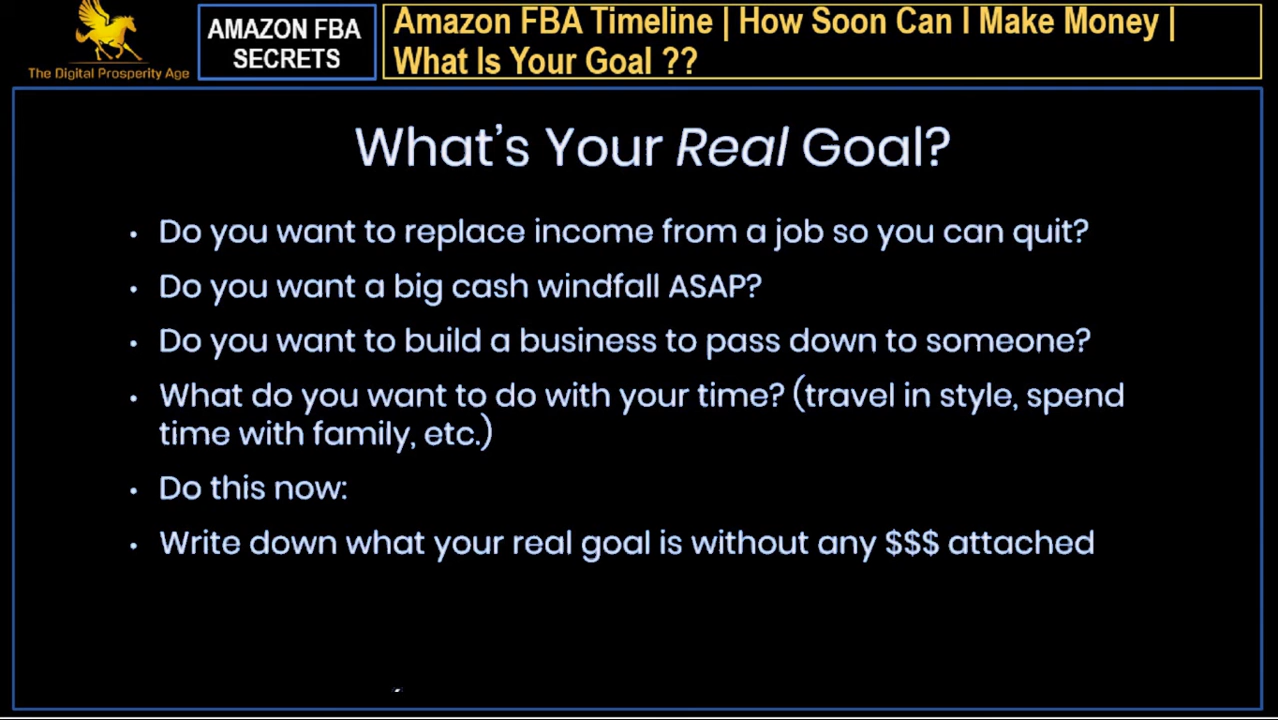 The Digital Prosperity Age
AMAZON FBA
SECRETS
Amazon FBA Timeline | How Soon Can I Make Money |
What Is Your Goal ??
What's Your Real Goal?
• Do you want to replace income from a job so you can quit?
• Do you want a big cash windfall ASAP?
• Do you want to build a business to pass down to someone?
• What do you want to do with your time? (travel in style, spend
time with family, etc.)
• Do this now:
• Write down what your real goal is without any $$$ attached